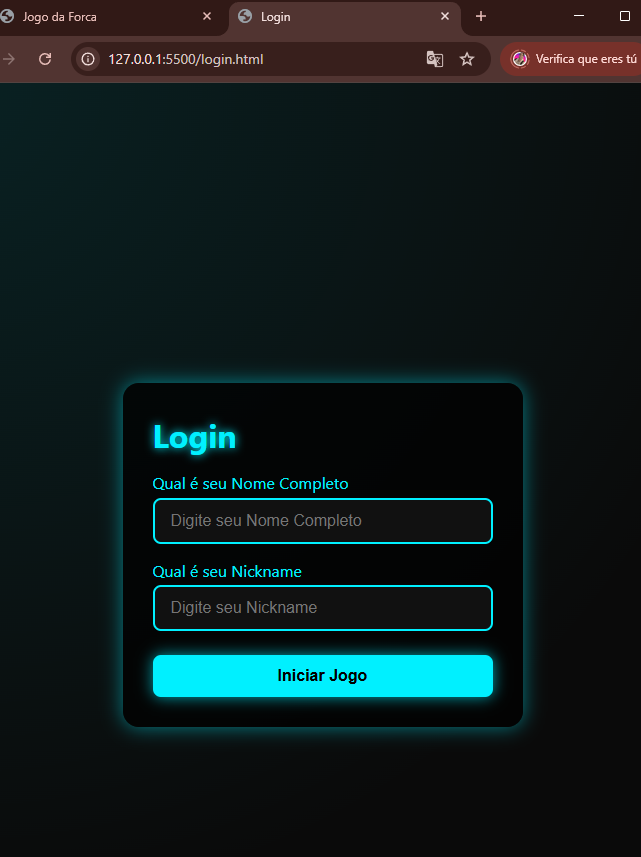 Jogo da Forca
Login
127.0.0.1:5500/login.html
Verifica que eres tú
Login
Qual é seu Nome Completo
Digite seu Nome Completo
Qual é seu Nickname
Digite seu Nickname
Iniciar Jogo